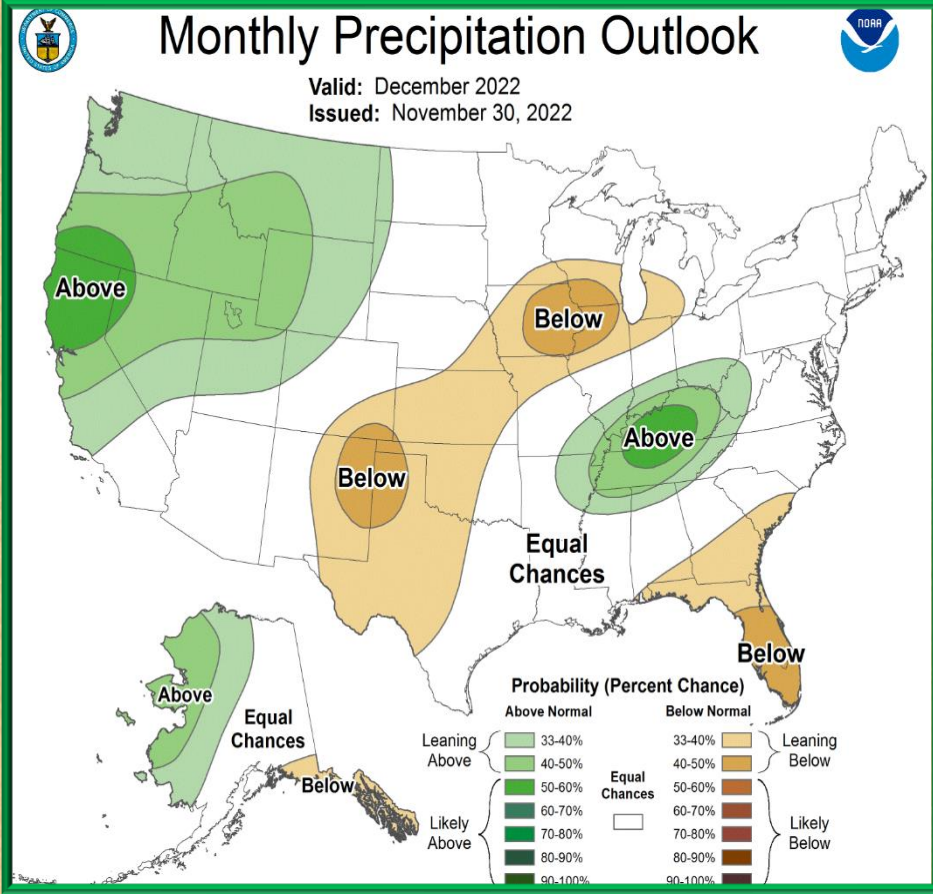 Monthly Precipitation Outlook
NOAA
Valid: December 2022
Issued: November 30, 2022
Above
Below
Above
Below
Equal
Chances
Below
Above
Equal
Chances
Below
Probability (Percent Chance)
Above Normal
Below Normal
Leaning
Above
33-40%
40-50%
50-60%
60-70%
70-80%
80-90%
90-100%
Likely
Above
Equal
Chances
33-40%
40-50%
50-60%
60-70%
70-80%
80-90%
90-100%
Leaning
Below
Likely
Below